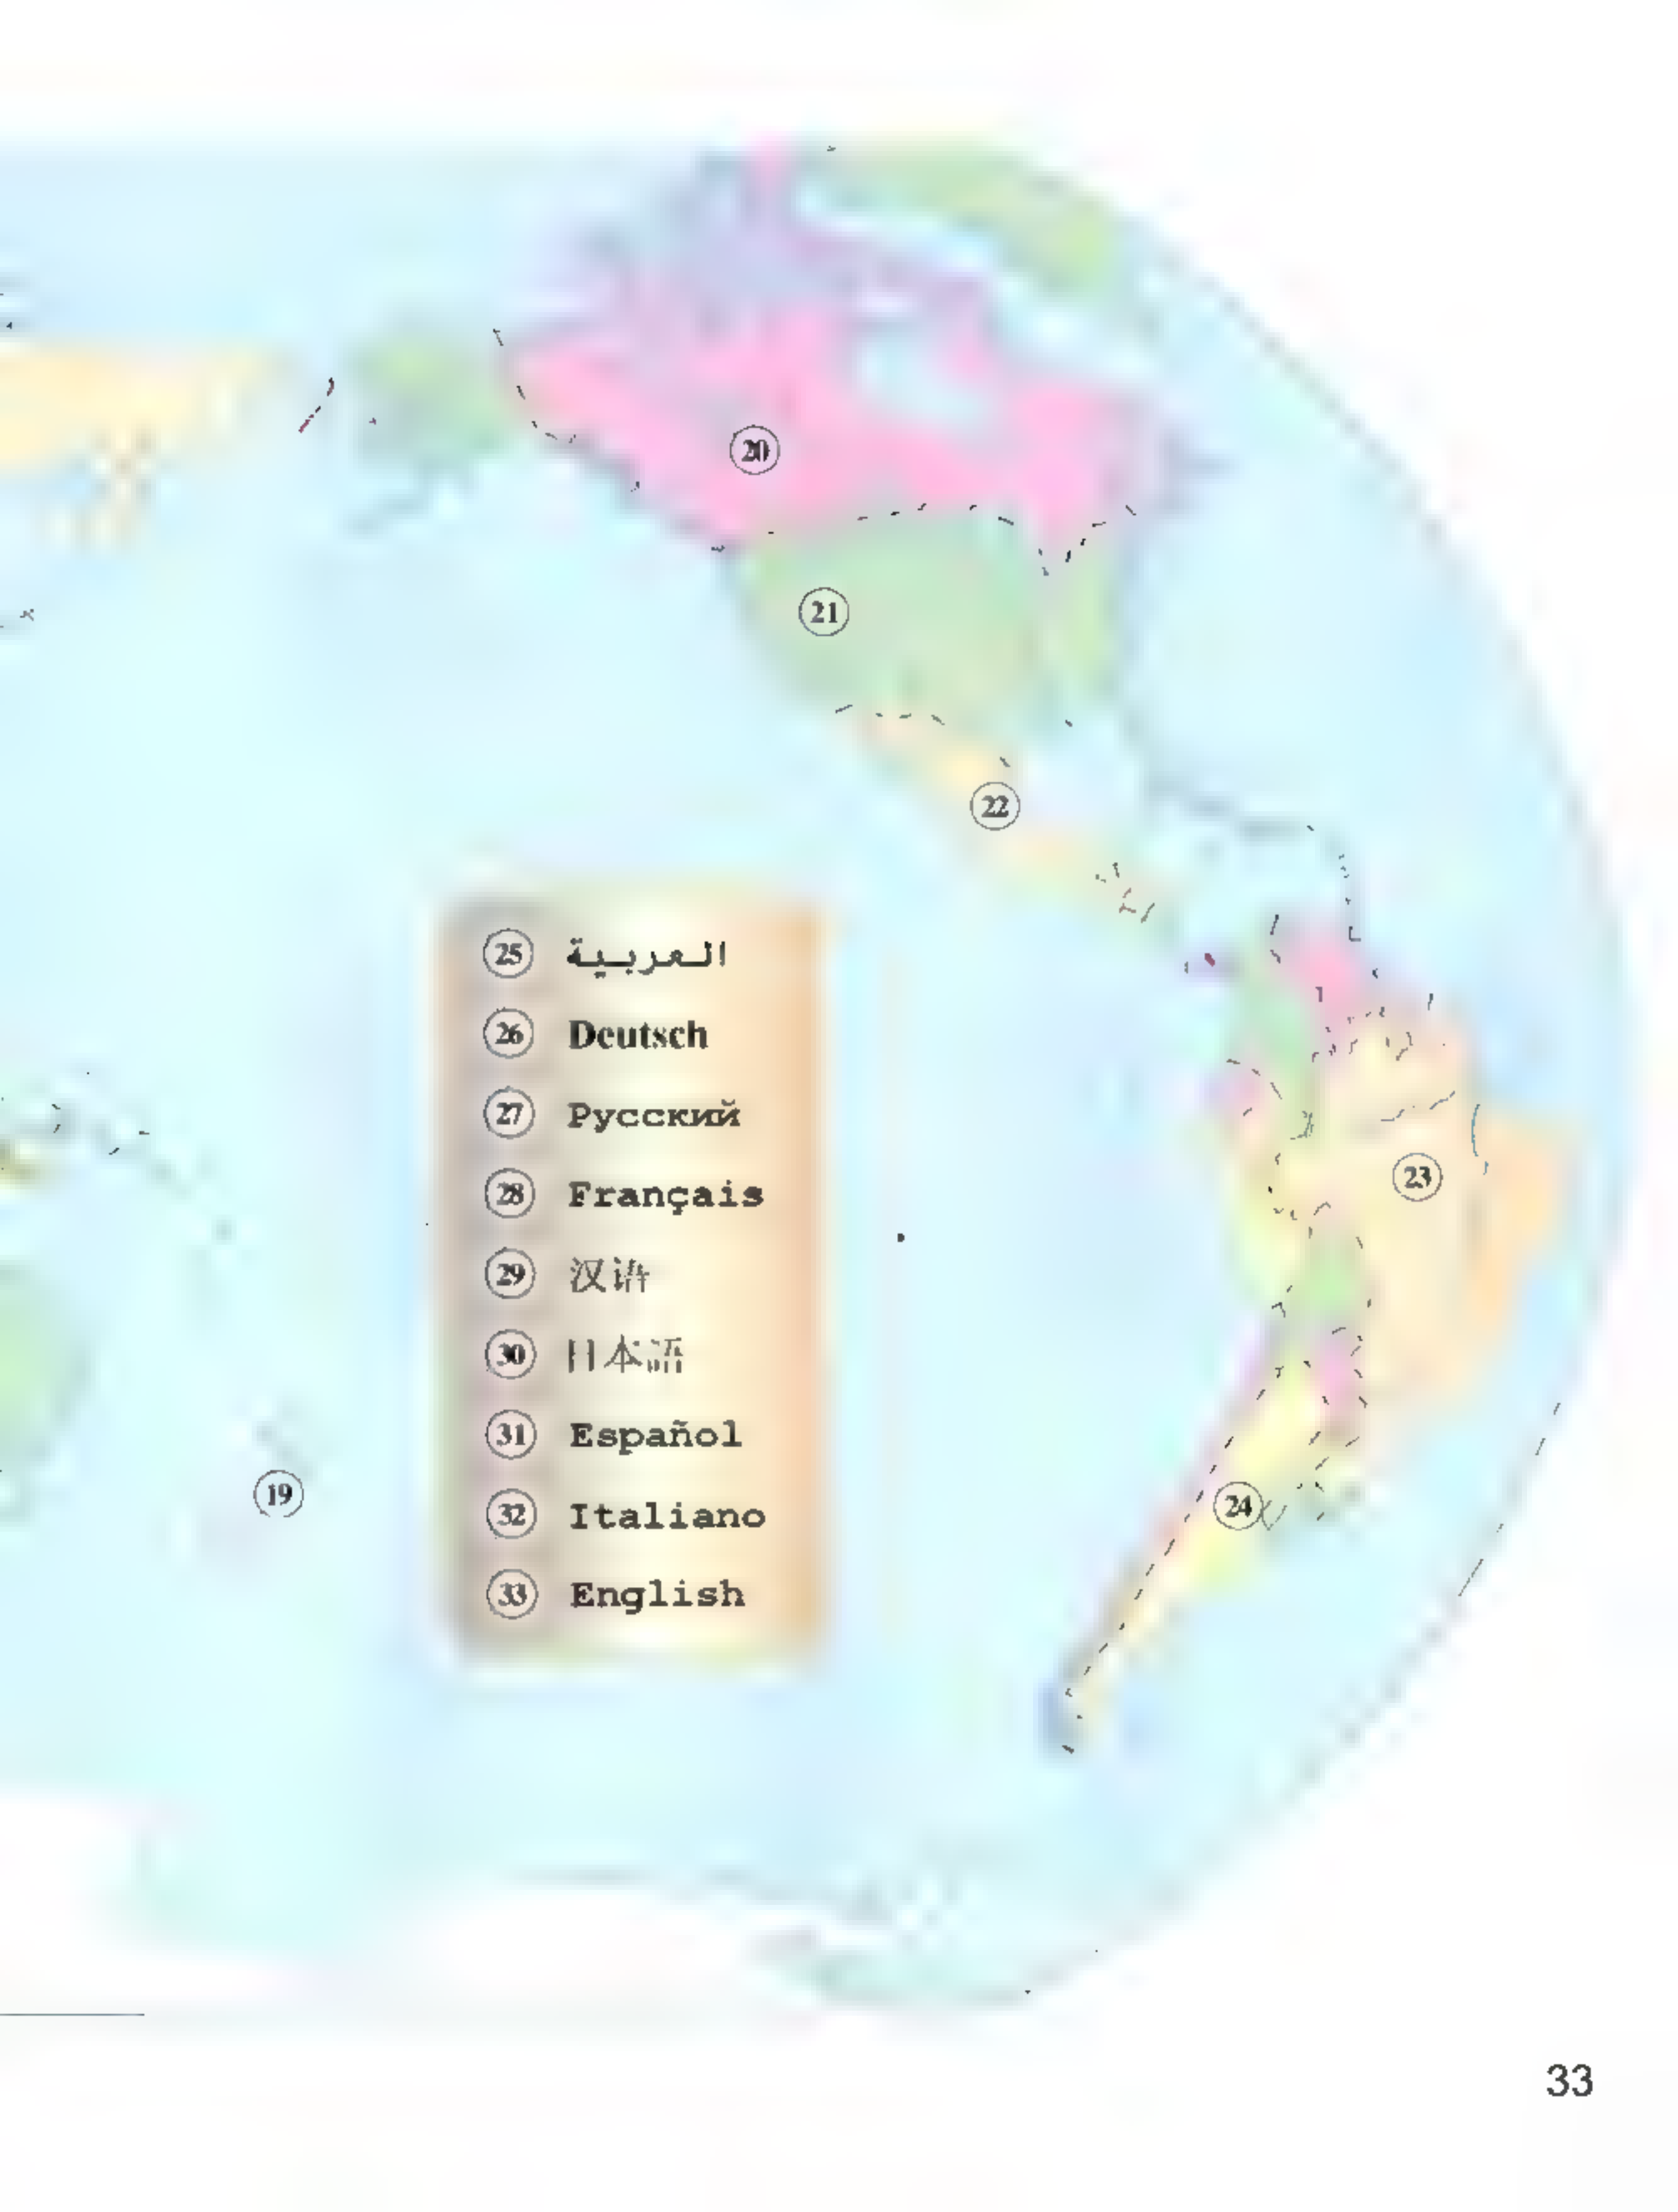 20
21
22
25 العربية
26 Deutsch
27 Русский
28 Français
23
29 汉语
30 日本語
31 Español
19
24
32 Italiano
33 English
33